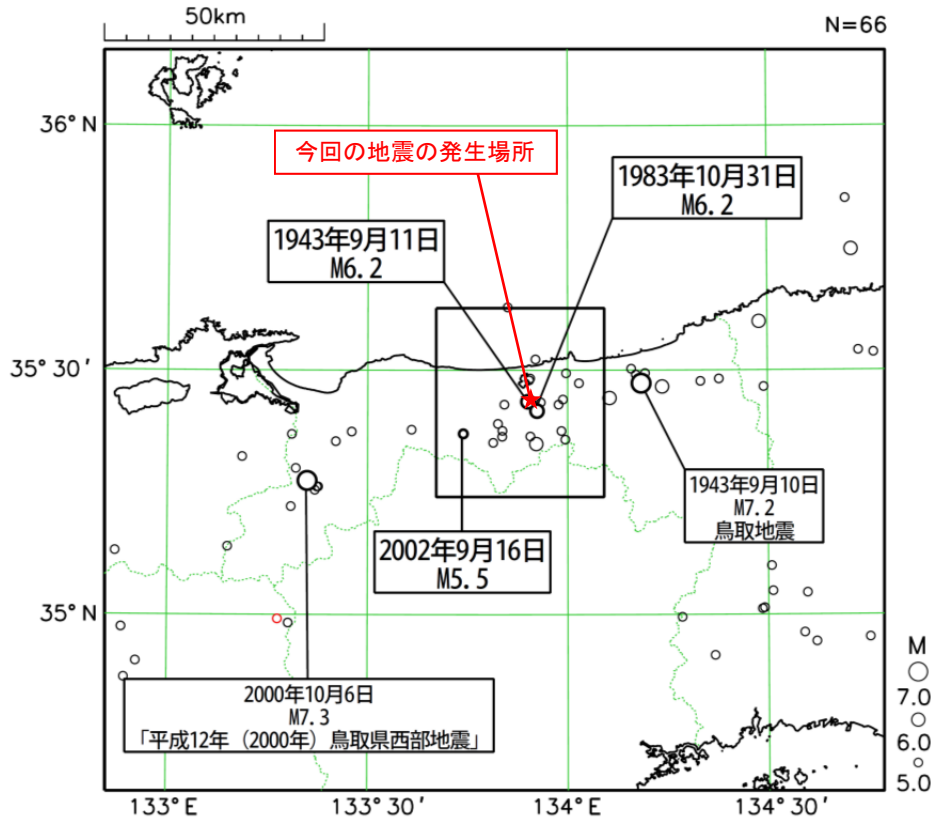 50km
N=66
36°N
今回の地震の発生場所
1983年10月31日
M6.2
1943年9月11日
M6.2
35°30′
1943年9月10日
M7.2
鳥取地震
2002年9月16日
M5.5
35°N
2000年10月6日
M7.3
「平成12年（2000年）鳥取県西部地震」
M
7.0
6.0
5.0
133°E
133°30′
134°E
134°30′